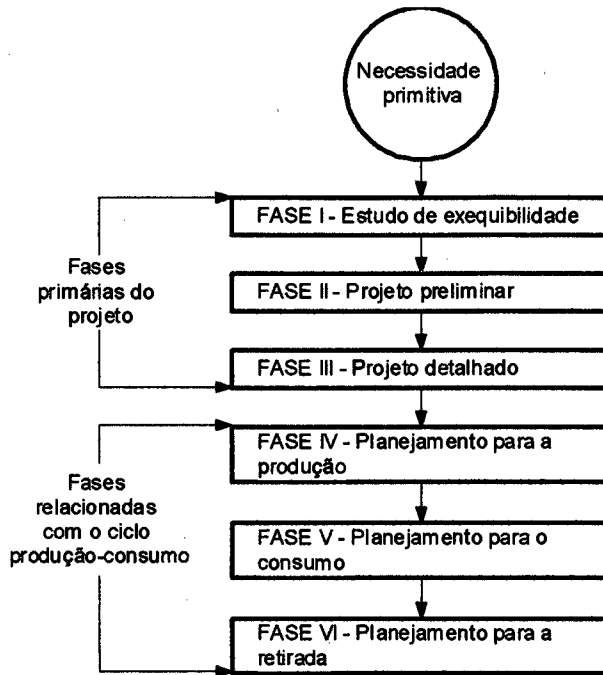 Necessidade
primitiva
FASE I - Estudo de exequibilidade
Fases
primárias do
projeto
FASE II - Projeto preliminar
FASE III - Projeto detalhado
FASE IV - Planejamento para a
produção
Fases
relacionadas
com o ciclo
produção-consumo
FASE V - Planejamento para o
consumo
FASE VI - Planejamento para a
retirada